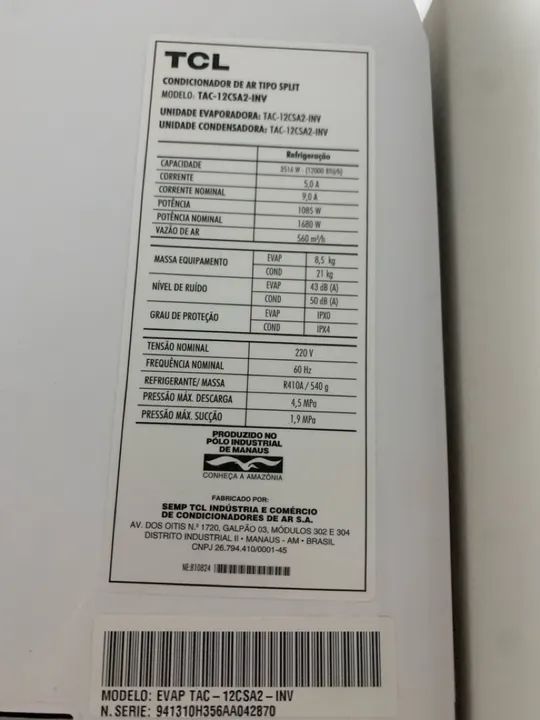 TCL
CONDICIONADOR DE AR TIPO SPLIT
MODELO: TAC-12CSA2-INV
UNIDADE EVAPORADORA: TAC-12CSA2-INV
UNIDADE CONDENSADORA: TAC-12CSA2-INV
Refrigeração
CAPACIDADE 3516 W - (12000 Btu/h)
CORRENTE 5,0 A
CORRENTE NOMINAL 9,0 A
POTÊNCIA 1085 W
POTÊNCIA NOMINAL 1680 W
VAZÃO DE AR 560 m³/h
MASSA EQUIPAMENTO EVAP 8,5 kg
COND 21 kg
NÍVEL DE RUÍDO EVAP 43 dB (A)
COND 50 dB (A)
GRAU DE PROTEÇÃO EVAP IPX0
COND IPX4
TENSÃO NOMINAL 220 V
FREQUÊNCIA NOMINAL 60 Hz
REFRIGERANTE/ MASSA R410A / 540 g
PRESSÃO MÁX. DESCARGA 4,5 MPa
PRESSÃO MÁX. SUCÇÃO 1,9 MPa
PRODUZIDO NO
PÓLO INDUSTRIAL
DE MANAUS
CONHEÇA A AMAZÔNIA
FABRICADO POR:
SEMP TCL INDÚSTRIA E COMÉRCIO
DE CONDICIONADORES DE AR S.A.
AV. DOS OITIS N.º 1720, GALPÃO 03, MÓDULOS 302 E 304
DISTRITO INDUSTRIAL II • MANAUS - AM • BRASIL
CNPJ 26.794.410/0001-45
NE:810824
MODELO: EVAP TAC-12CSA2-INV
N. SERIE: 941310H356AA042870